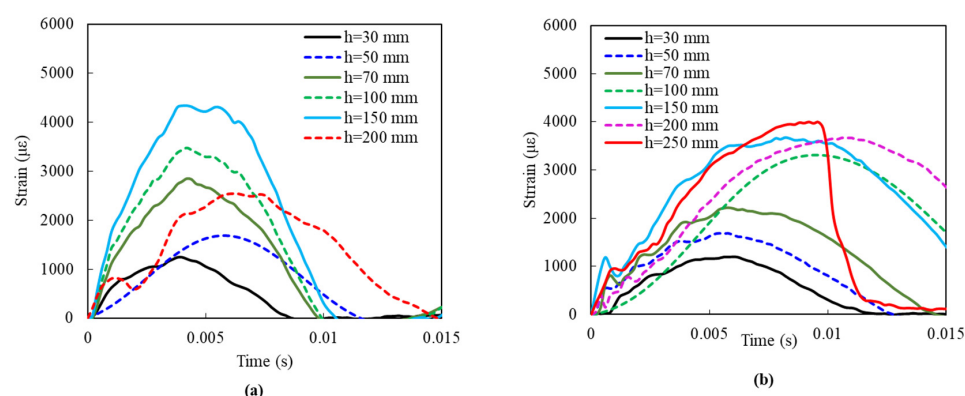 6000
5000
4000
3000
2000
1000
0
Strain (με)
h=30 mm
h=50 mm
h=70 mm
h=100 mm
h=150 mm
h=200 mm
0
0.005
0.01
0.015
Time (s)
(a)
6000
5000
4000
3000
2000
1000
0
Strain (με)
h=30 mm
h=50 mm
h=70 mm
h=100 mm
h=150 mm
h=200 mm
h=250 mm
0
0.005
0.01
0.015
Time (s)
(b)